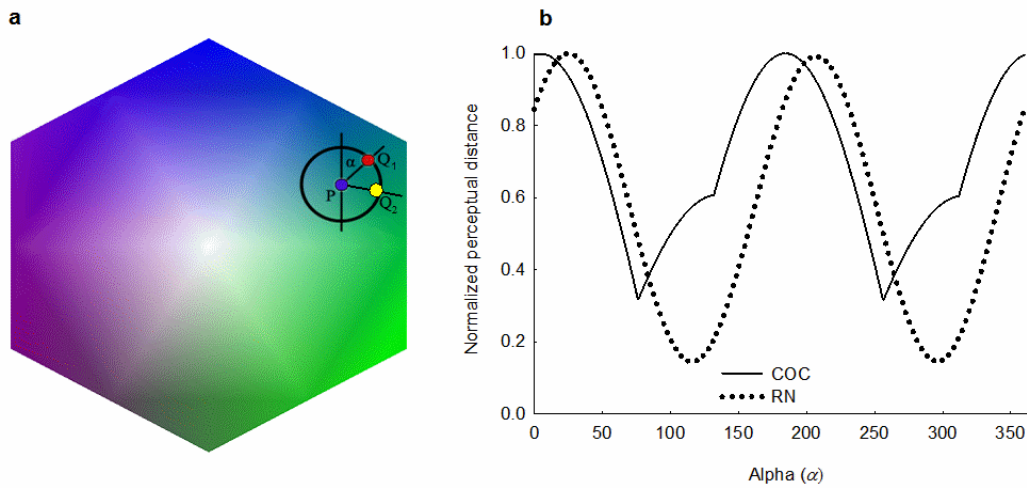 a
α
Q1
P
Q2
b
Normalized perceptual distance
1.0
0.8
0.6
0.4
0.2
0.0
COC
RN
0 50 100 150 200 250 300 350
Alpha (α)